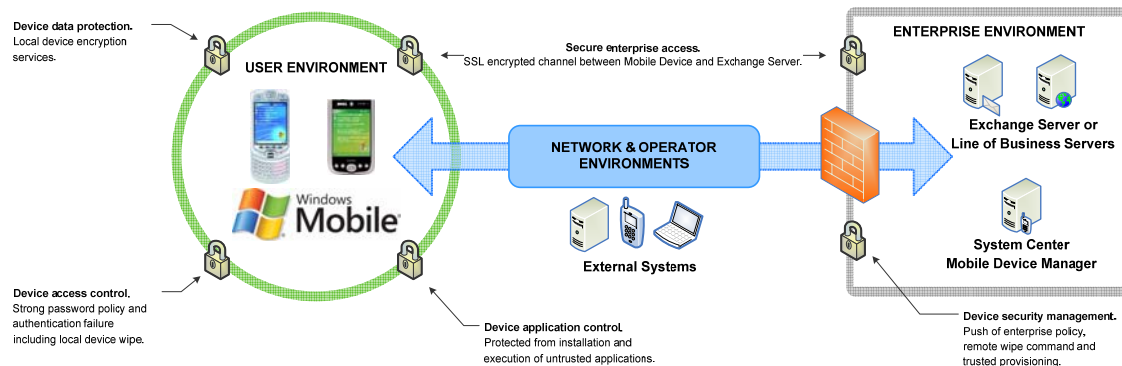 Device data protection.
Local device encryption
services.
USER ENVIRONMENT
Windows
Mobile
Secure enterprise access.
SSL encrypted channel between Mobile Device and Exchange Server.
NETWORK & OPERATOR
ENVIRONMENTS
External Systems
ENTERPRISE ENVIRONMENT
Exchange Server or
Line of Business Servers
System Center
Mobile Device Manager
Device access control.
Strong password policy and
authentication failure
including local device wipe.
Device application control.
Protected from installation and
execution of untrusted applications.
Device security management.
Push of enterprise policy,
remote wipe command and
trusted provisioning.